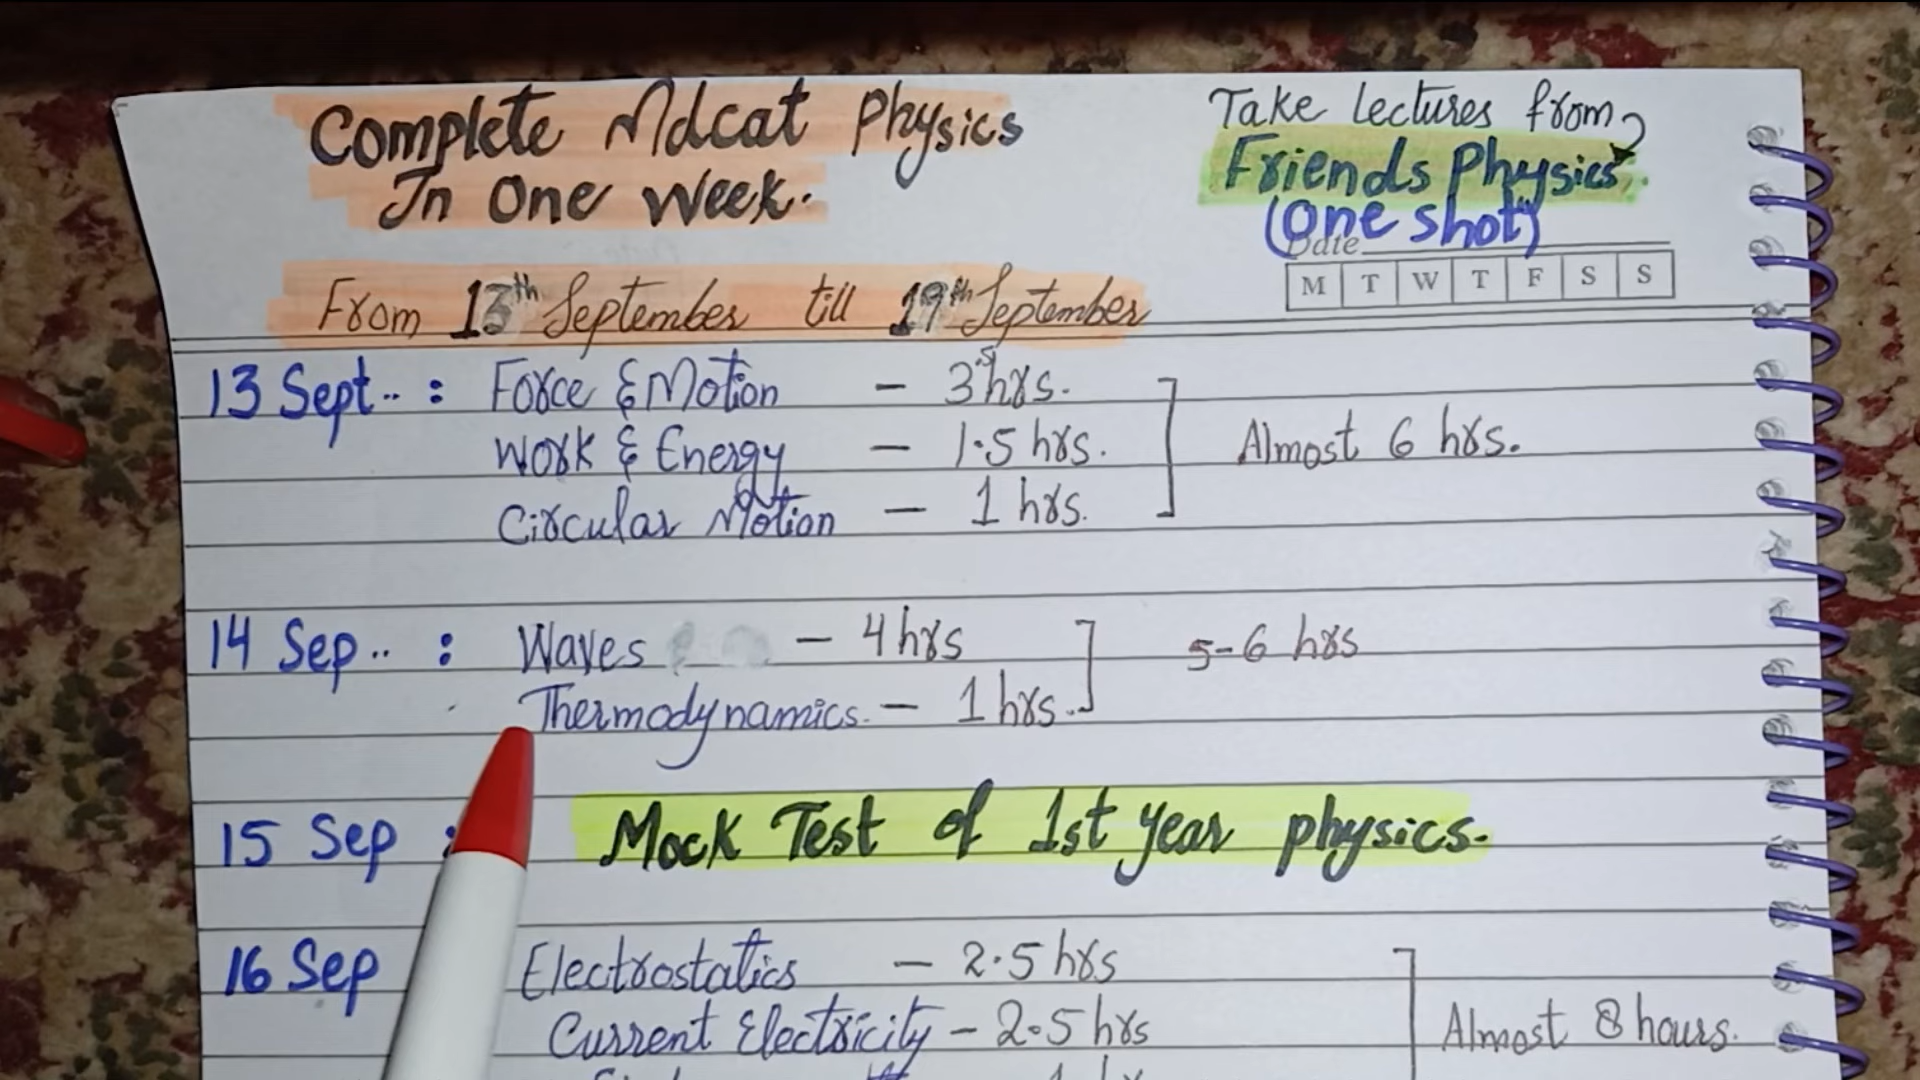 Complete Mdcat Physics
In One Week.
Take lectures from
Friends Physics
(One shot)
Date
M T W T F S S
From 13th September till 19th September
13 Sept.. : Force & Motion - 3 hrs.
Work & Energy - 1.5 hrs.
Circular Motion - 1 hrs.
Almost 6 hrs.
14 Sep.. : Waves - 4 hrs
Thermodynamics. - 1 hrs.
5-6 hrs
15 Sep : Mock Test of 1st year physics.
16 Sep Electrostatics - 2.5 hrs
Current Electricity - 2.5 hrs
Almost 8 hours.